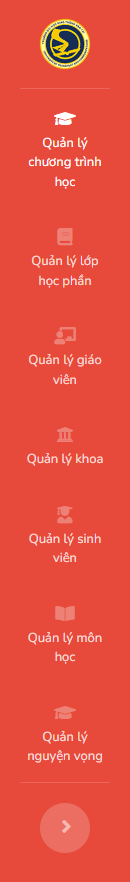 Quản lý
chương trình
học
Quản lý lớp
học phần
Quản lý giáo
viên
Quản lý khoa
Quản lý sinh
viên
Quản lý môn
học
Quản lý
nguyện vọng